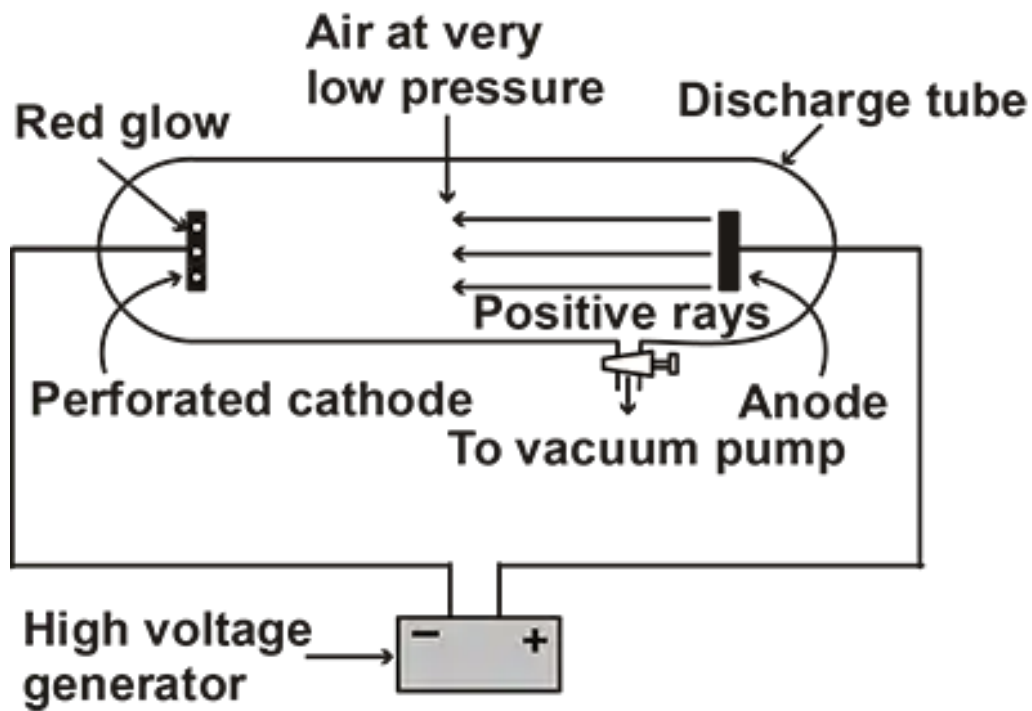 Air at very
low pressure
Discharge tube
Red glow
Positive rays
Perforated cathode
Anode
To vacuum pump
High voltage
generator
− +